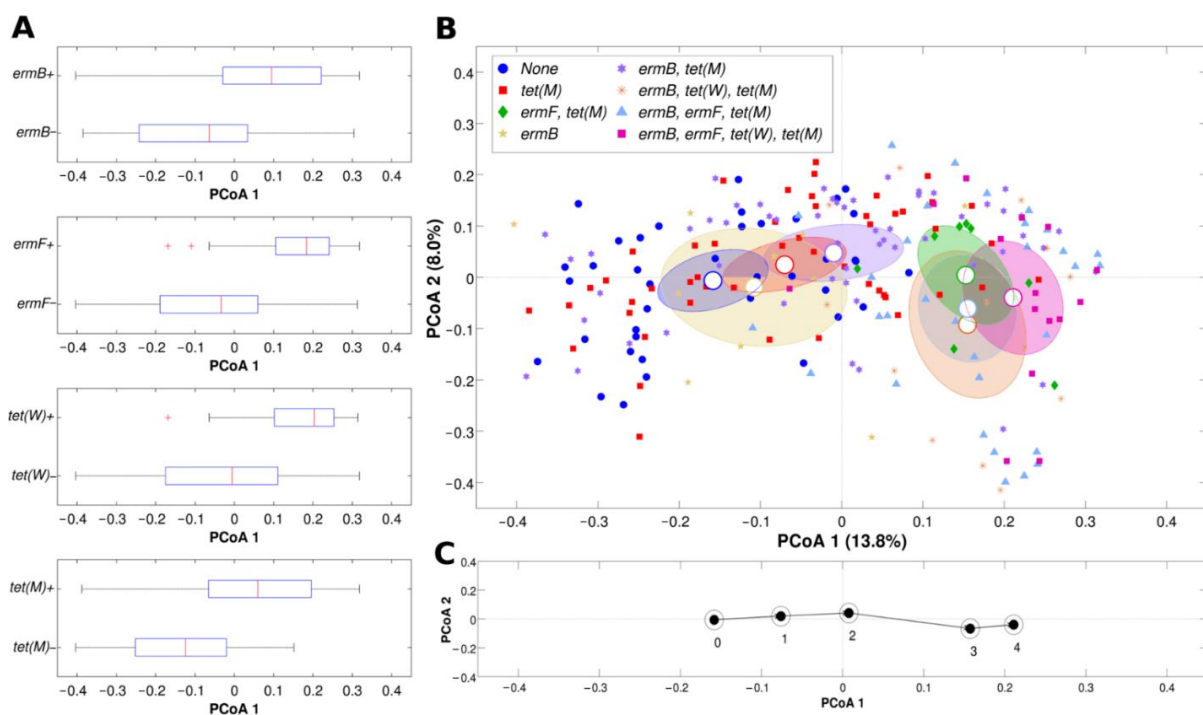 A
ermB+
ermB−
−0.4 −0.3 −0.2 −0.1 0 0.1 0.2 0.3 0.4
PCoA 1
ermF+
ermF−
−0.4 −0.3 −0.2 −0.1 0 0.1 0.2 0.3 0.4
PCoA 1
tet(W)+
tet(W)−
−0.4 −0.3 −0.2 −0.1 0 0.1 0.2 0.3 0.4
PCoA 1
tet(M)+
tet(M)−
−0.4 −0.3 −0.2 −0.1 0 0.1 0.2 0.3 0.4
PCoA 1
B
None
tet(M)
ermF, tet(M)
ermB
ermB, tet(M)
ermB, tet(W), tet(M)
ermB, ermF, tet(M)
ermB, ermF, tet(W), tet(M)
0.4
0.3
0.2
0.1
0
−0.1
−0.2
−0.3
−0.4
PCoA 2 (8.0%)
−0.4 −0.3 −0.2 −0.1 0 0.1 0.2 0.3 0.4
PCoA 1 (13.8%)
C
0.4
0.2
0
−0.2
−0.4
PCoA 2
0 1 2 3 4
−0.4 −0.3 −0.2 −0.1 0 0.1 0.2 0.3 0.4
PCoA 1